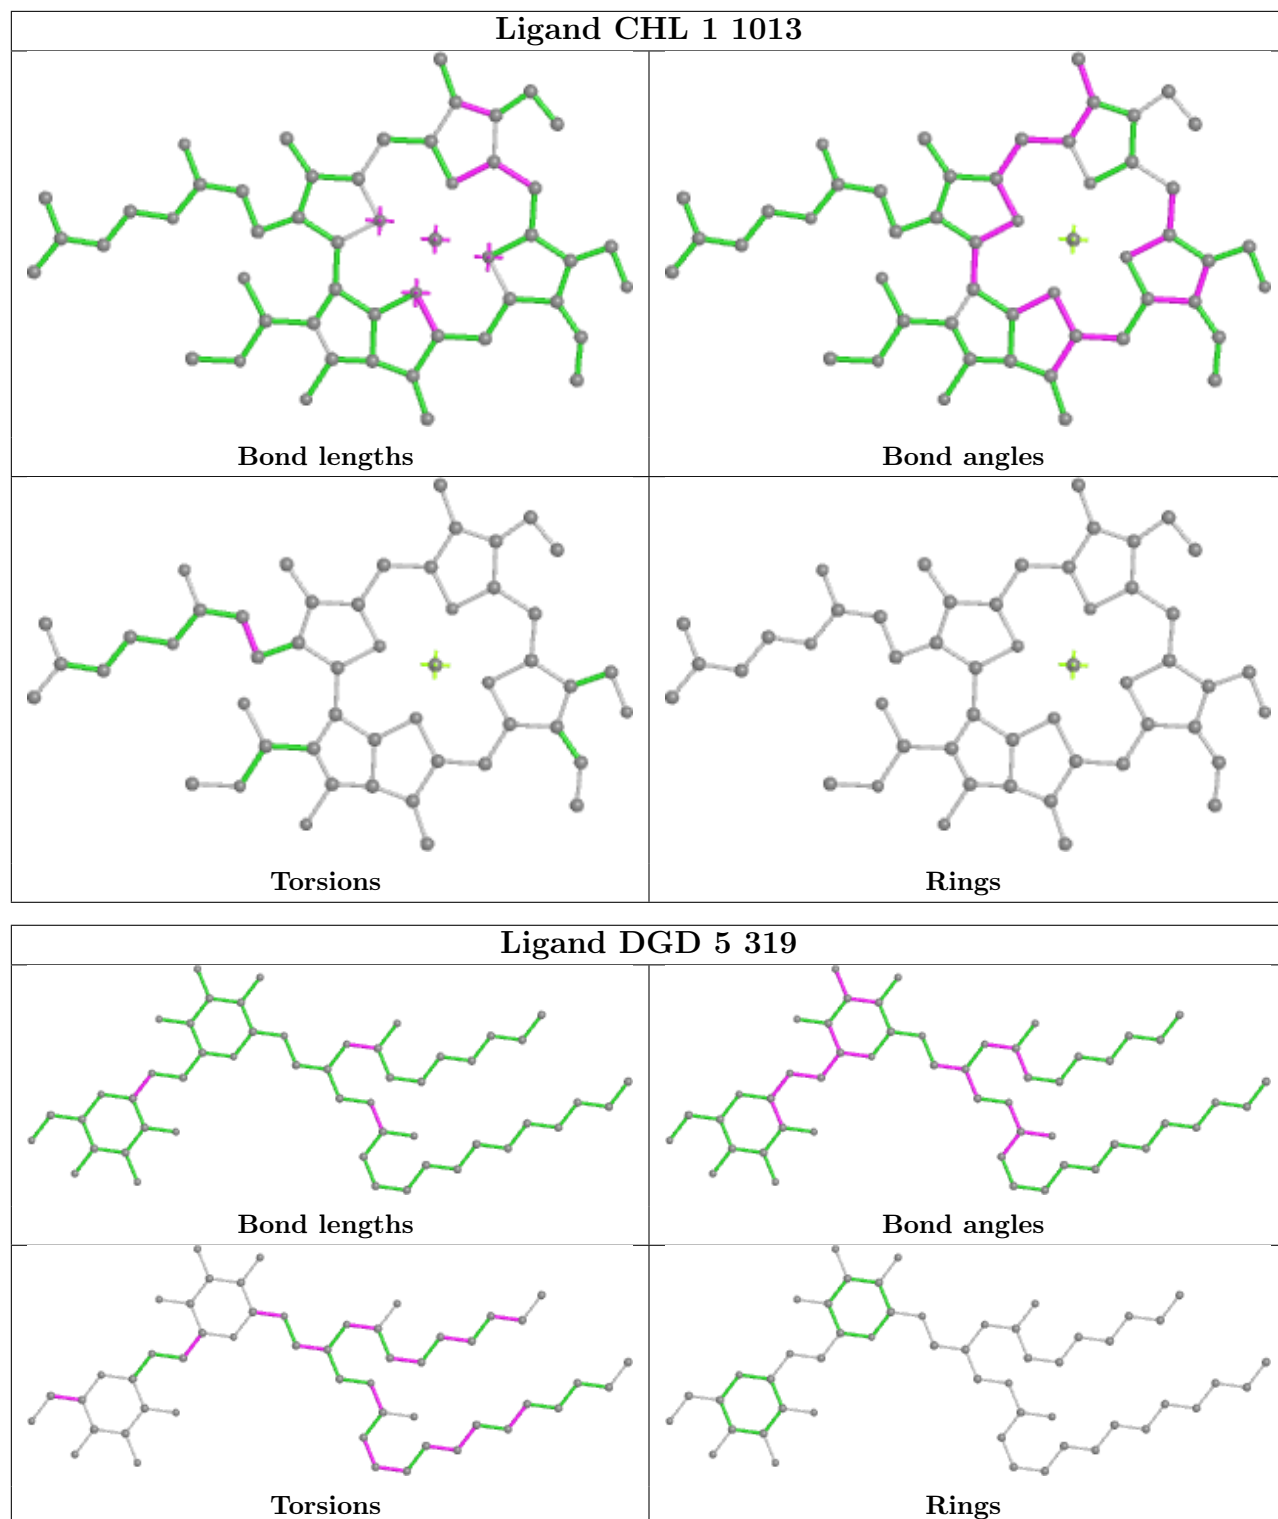 Ligand CHL 1 1013
Bond lengths
Bond angles
Torsions
Rings
Ligand DGD 5 319
Bond lengths
Bond angles
Torsions
Rings